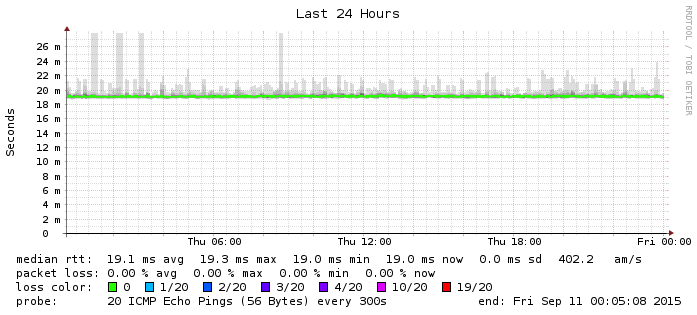 Last 24 Hours
RRDTOOL / TOBI OETIKER
Seconds
26 m
24 m
22 m
20 m
18 m
16 m
14 m
12 m
10 m
8 m
6 m
4 m
2 m
0
Thu 06:00 Thu 12:00 Thu 18:00 Fri 00:00
median rtt: 19.1 ms avg 19.3 ms max 19.0 ms min 19.0 ms now 0.0 ms sd 402.2 am/s
packet loss: 0.00 % avg 0.00 % max 0.00 % min 0.00 % now
loss color: 0 1/20 2/20 3/20 4/20 10/20 19/20
probe: 20 ICMP Echo Pings (56 Bytes) every 300s end: Fri Sep 11 00:05:08 2015